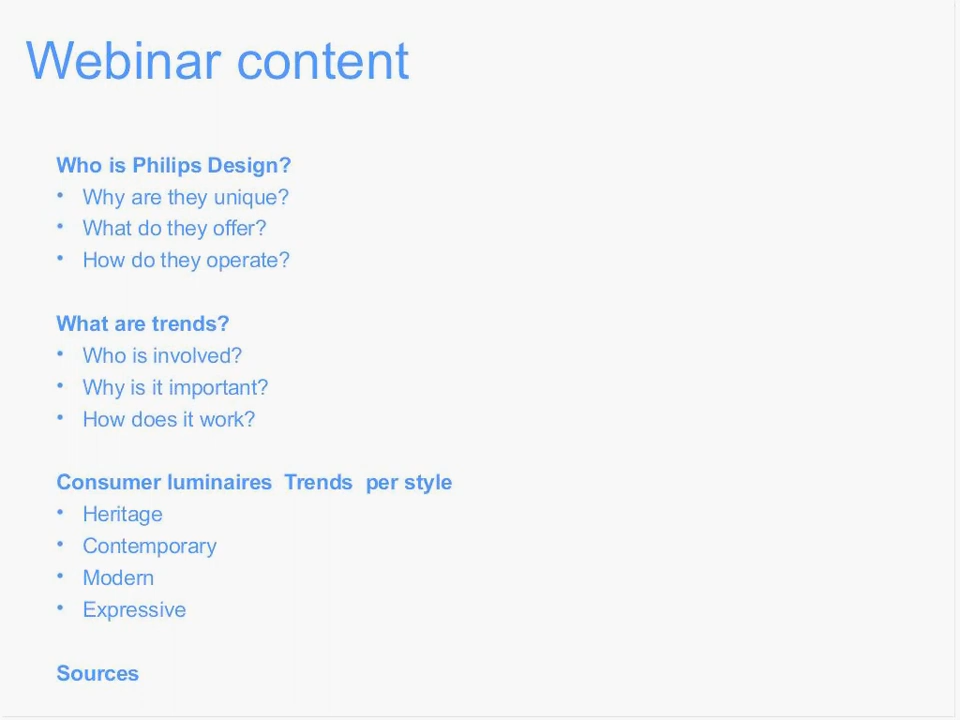 Webinar content
Who is Philips Design?
• Why are they unique?
• What do they offer?
• How do they operate?
What are trends?
• Who is involved?
• Why is it important?
• How does it work?
Consumer luminaires  Trends  per style
• Heritage
• Contemporary
• Modern
• Expressive
Sources